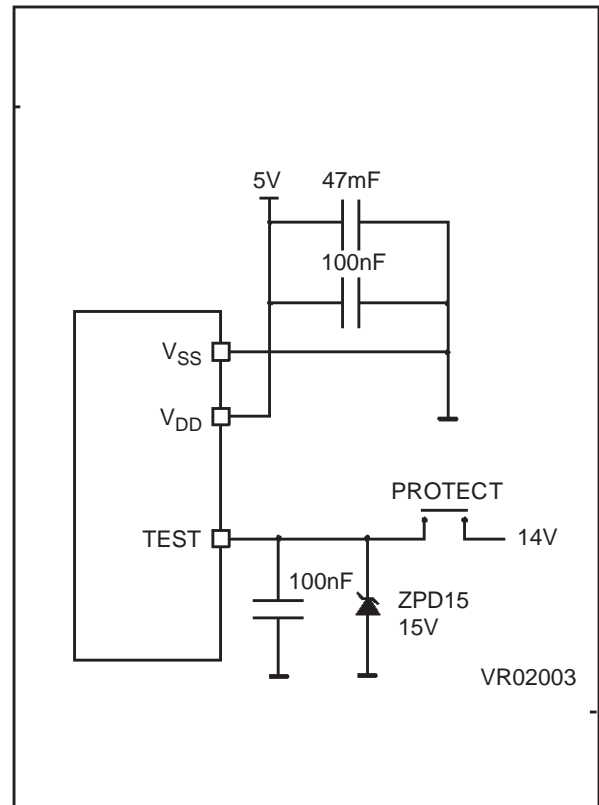 5V 47mF
100nF
VSS
VDD
PROTECT
TEST 14V
100nF
ZPD15
15V
VR02003